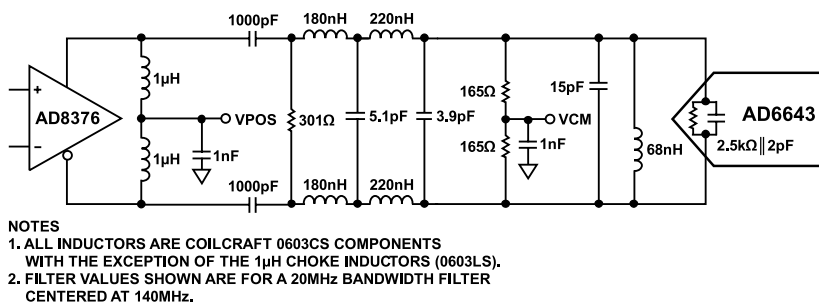 1000pF
180nH
220nH
1µH
165Ω
15pF
+
AD8376
−
VPOS
301Ω
5.1pF
3.9pF
VCM
AD6643
1µH
1nF
165Ω
1nF
68nH
2.5kΩ║2pF
1000pF
180nH
220nH
NOTES
1. ALL INDUCTORS ARE COILCRAFT 0603CS COMPONENTS
WITH THE EXCEPTION OF THE 1µH CHOKE INDUCTORS (0603LS).
2. FILTER VALUES SHOWN ARE FOR A 20MHz BANDWIDTH FILTER
CENTERED AT 140MHz.